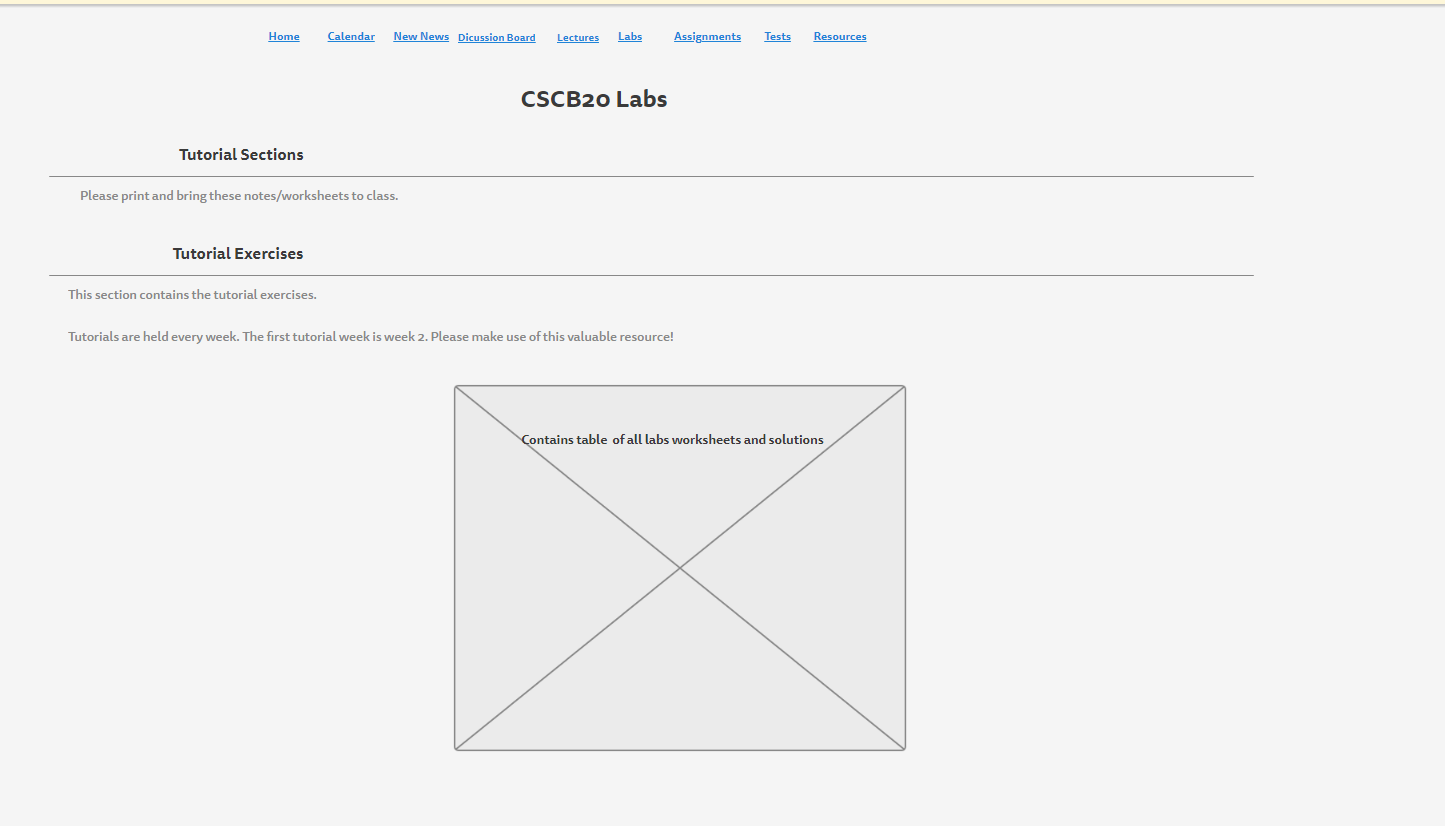 Home Calendar New News Dicussion Board Lectures Labs Assignments Tests Resources
CSCB20 Labs
Tutorial Sections
Please print and bring these notes/worksheets to class.
Tutorial Exercises
This section contains the tutorial exercises.
Tutorials are held every week. The first tutorial week is week 2. Please make use of this valuable resource!
Contains table of all labs worksheets and solutions